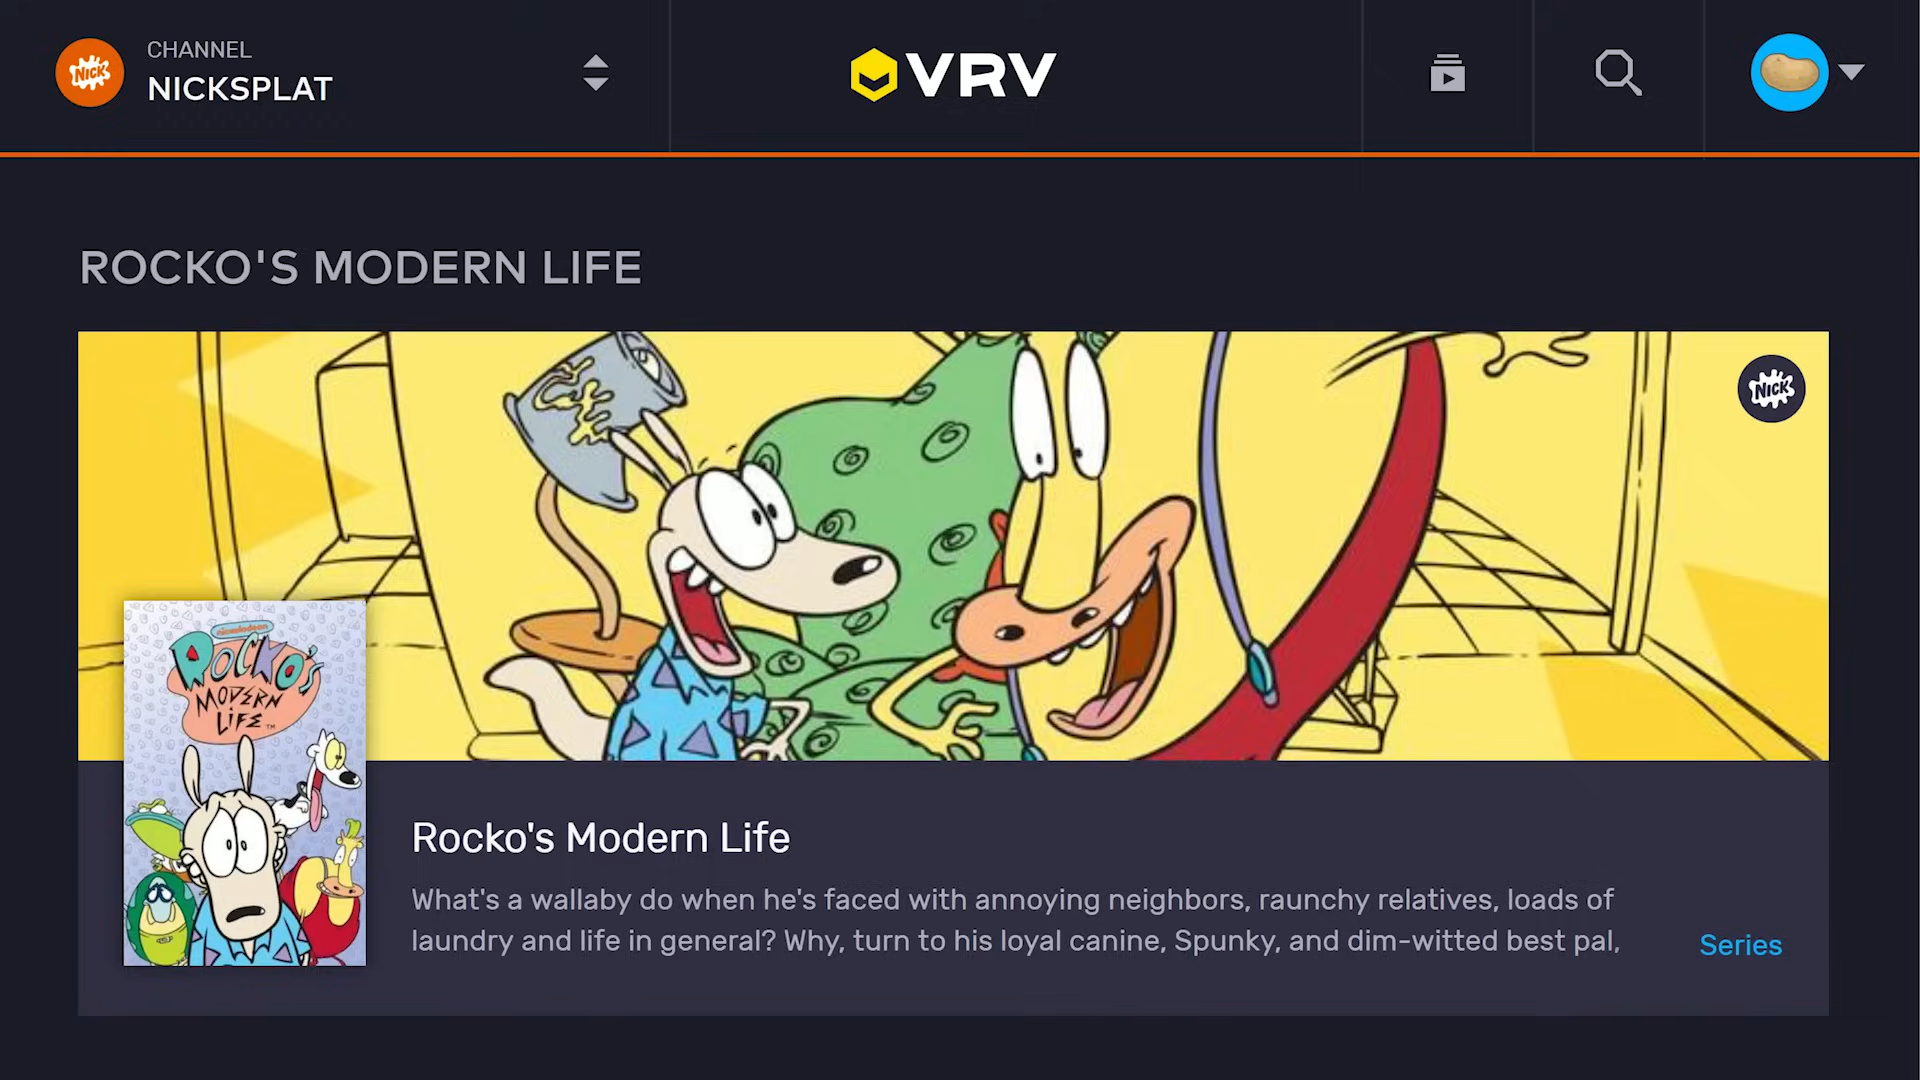 NICK
CHANNEL
NICKSPLAT
VRV
ROCKO'S MODERN LIFE
NICK
nickelodeon
ROCKO'S
MODERN
LIFE™
Rocko's Modern Life
What's a wallaby do when he's faced with annoying neighbors, raunchy relatives, loads of
laundry and life in general? Why, turn to his loyal canine, Spunky, and dim-witted best pal,
Series